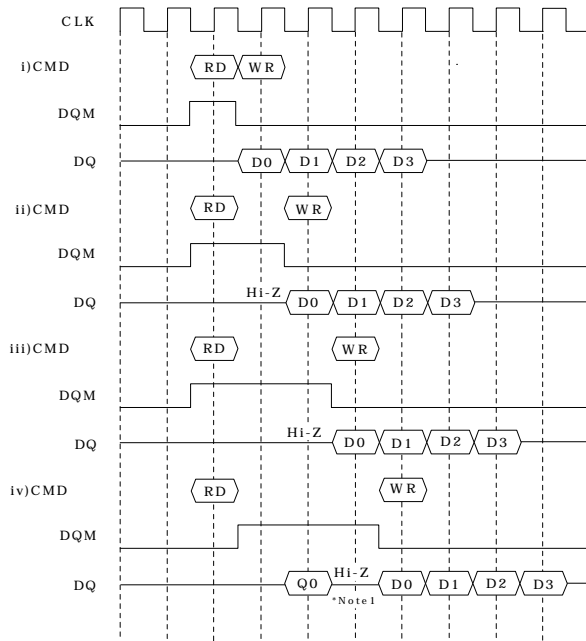 CLK
i)CMD RD WR
DQM
DQ D0 D1 D2 D3
ii)CMD RD WR
DQM
DQ Hi-Z D0 D1 D2 D3
iii)CMD RD WR
DQM
DQ Hi-Z D0 D1 D2 D3
iv)CMD RD WR
DQM
DQ Q0 Hi-Z D0 D1 D2 D3
*Note1